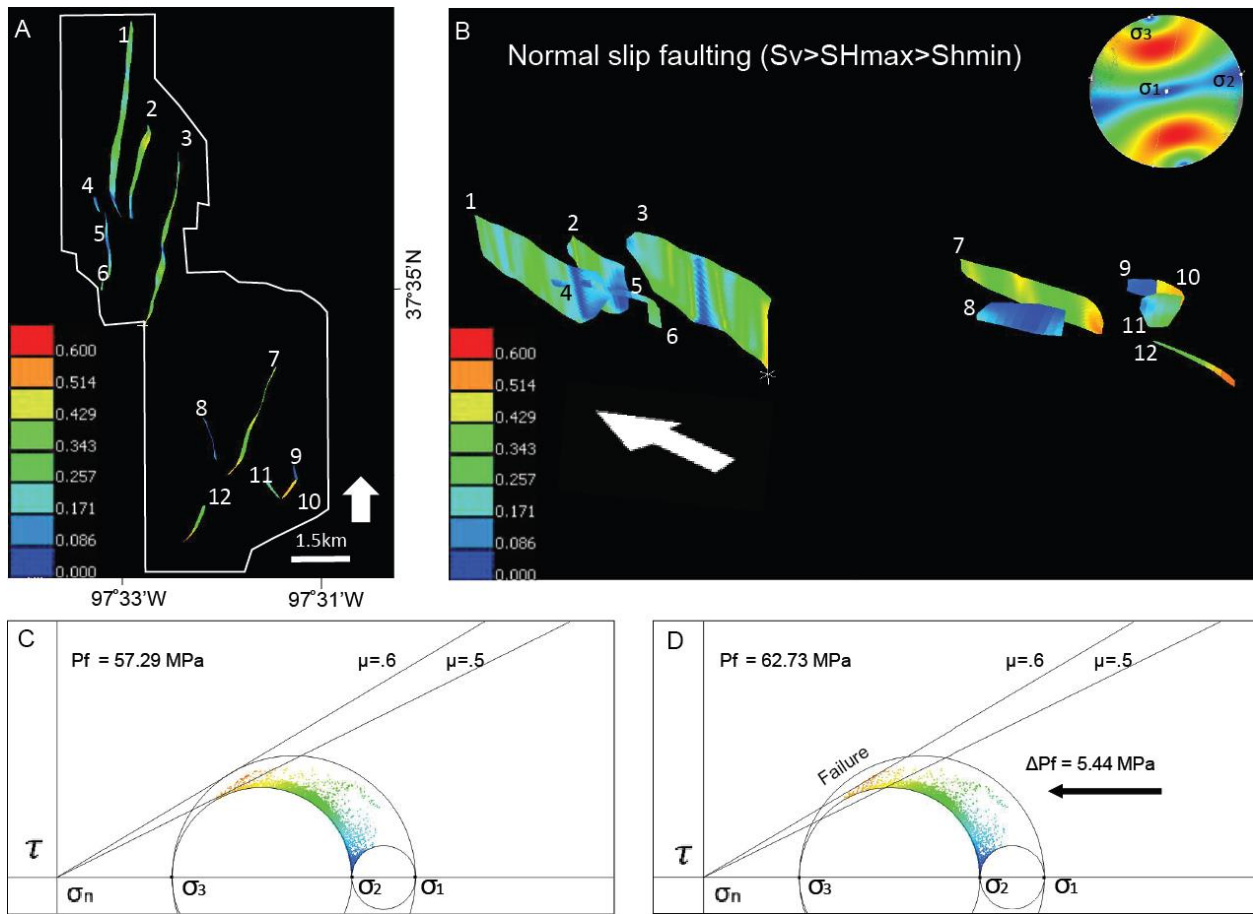 A
1
2
3
4
5
6
7
8
9
10
11
12
0.600
0.514
0.429
0.343
0.257
0.171
0.086
0.000
1.5km
97°33'W
97°31'W
37°35'N
B
Normal slip faulting (Sv>SHmax>Shmin)
σ3
σ1
σ2
1
2
3
4
5
6
7
8
9
10
11
12
0.600
0.514
0.429
0.343
0.257
0.171
0.086
0.000
C
Pf = 57.29 MPa
μ=.6
μ=.5
τ
σn
σ3
σ2
σ1
D
Pf = 62.73 MPa
μ=.6
μ=.5
Failure
ΔPf = 5.44 MPa
τ
σn
σ3
σ2
σ1